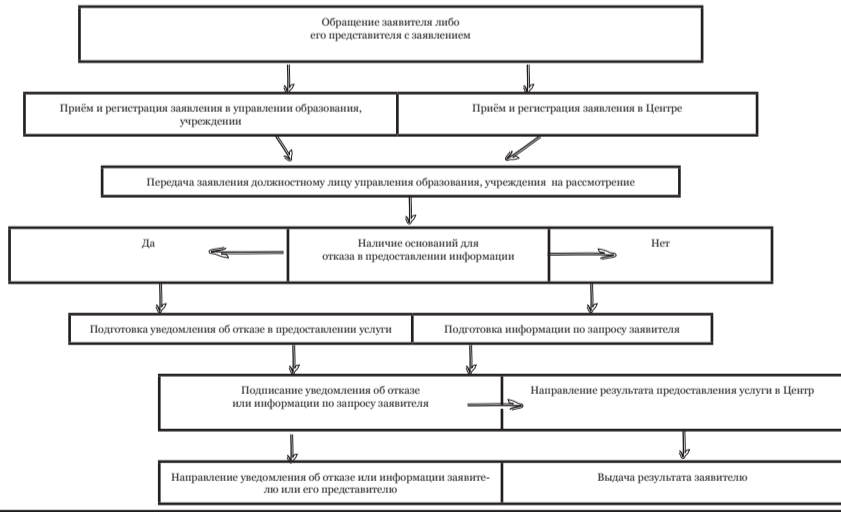 Обращение заявителя либо
его представителя с заявлением
Приём и регистрация заявления в управлении образования,
учреждении
Приём и регистрация заявления в Центре
Передача заявления должностному лицу управления образования, учреждения на рассмотрение
Да
Наличие оснований для
отказа в предоставлении информации
Нет
Подготовка уведомления об отказе в предоставлении услуги
Подготовка информации по запросу заявителя
Подписание уведомления об отказе
или информации по запросу заявителя
Направление результата предоставления услуги в Центр
Направление уведомления об отказе или информации заявите-
лю или его представителю
Выдача результата заявителю